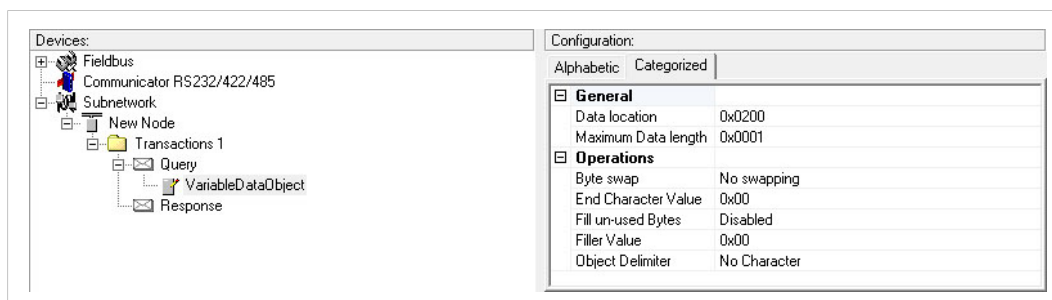 Devices:
Fieldbus
Communicator RS232/422/485
Subnetwork
New Node
Transactions 1
Query
VariableDataObject
Response
Configuration:
Alphabetic Categorized
General
Data location 0x0200
Maximum Data length 0x0001
Operations
Byte swap No swapping
End Character Value 0x00
Fill un-used Bytes Disabled
Filler Value 0x00
Object Delimiter No Character